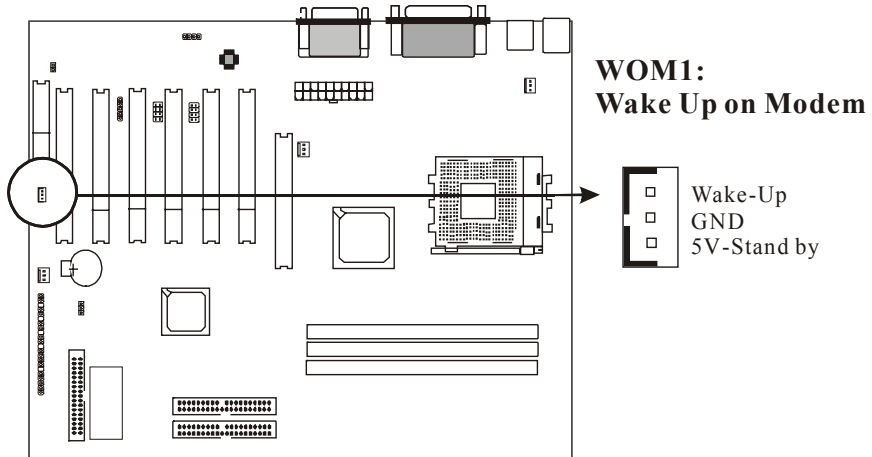 WOM1:
Wake Up on Modem
Wake-Up
GND
5V-Stand by